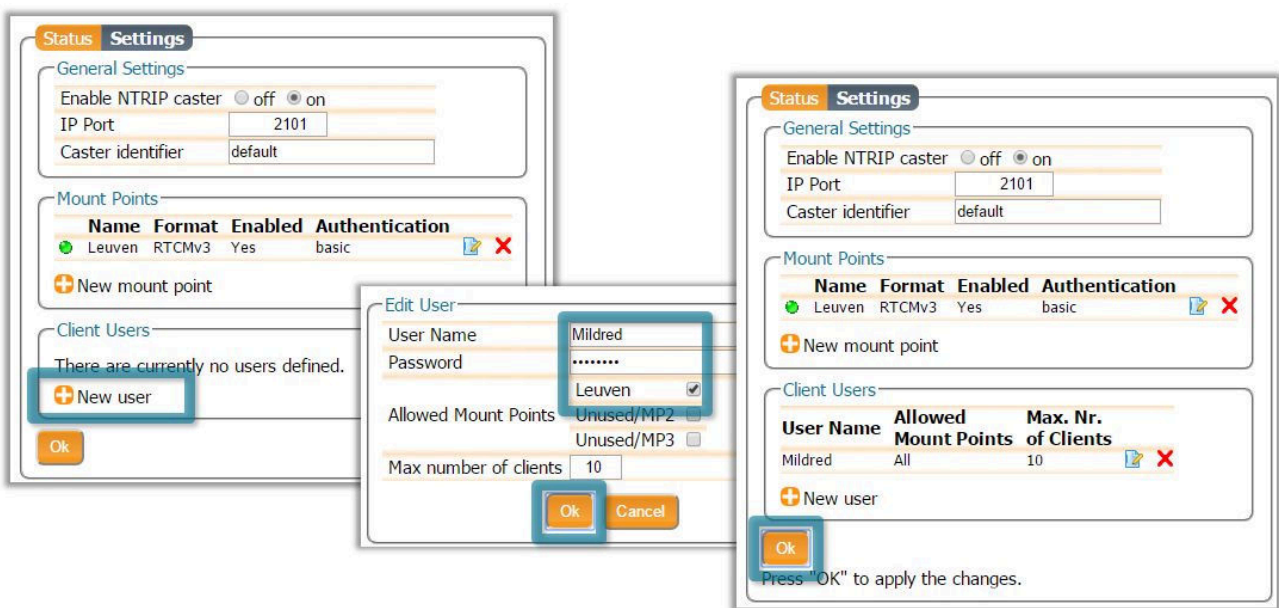 Status Settings
General Settings
Enable NTRIP caster off on
IP Port 2101
Caster identifier default
Mount Points
Name Format Enabled Authentication
Leuven RTCMv3 Yes basic
New mount point
Client Users
There are currently no users defined.
New user
Ok
Edit User
User Name Mildred
Password ••••••••
Allowed Mount Points
Leuven
Unused/MP2
Unused/MP3
Max number of clients 10
Ok Cancel
Status Settings
General Settings
Enable NTRIP caster off on
IP Port 2101
Caster identifier default
Mount Points
Name Format Enabled Authentication
Leuven RTCMv3 Yes basic
New mount point
Client Users
User Name Allowed Mount Points Max. Nr. of Clients
Mildred All 10
New user
Ok
Press "OK" to apply the changes.